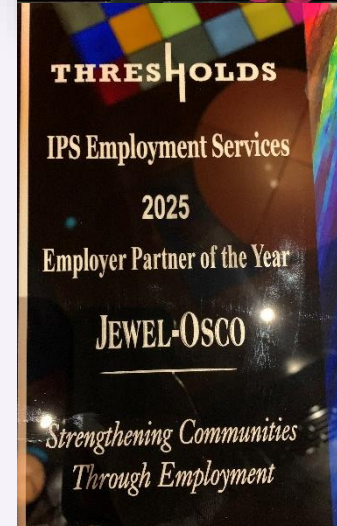 THRESHOLDS
IPS Employment Services
2025
Employer Partner of the Year
JEWEL-OSCO
Strengthening Communities
Through Employment